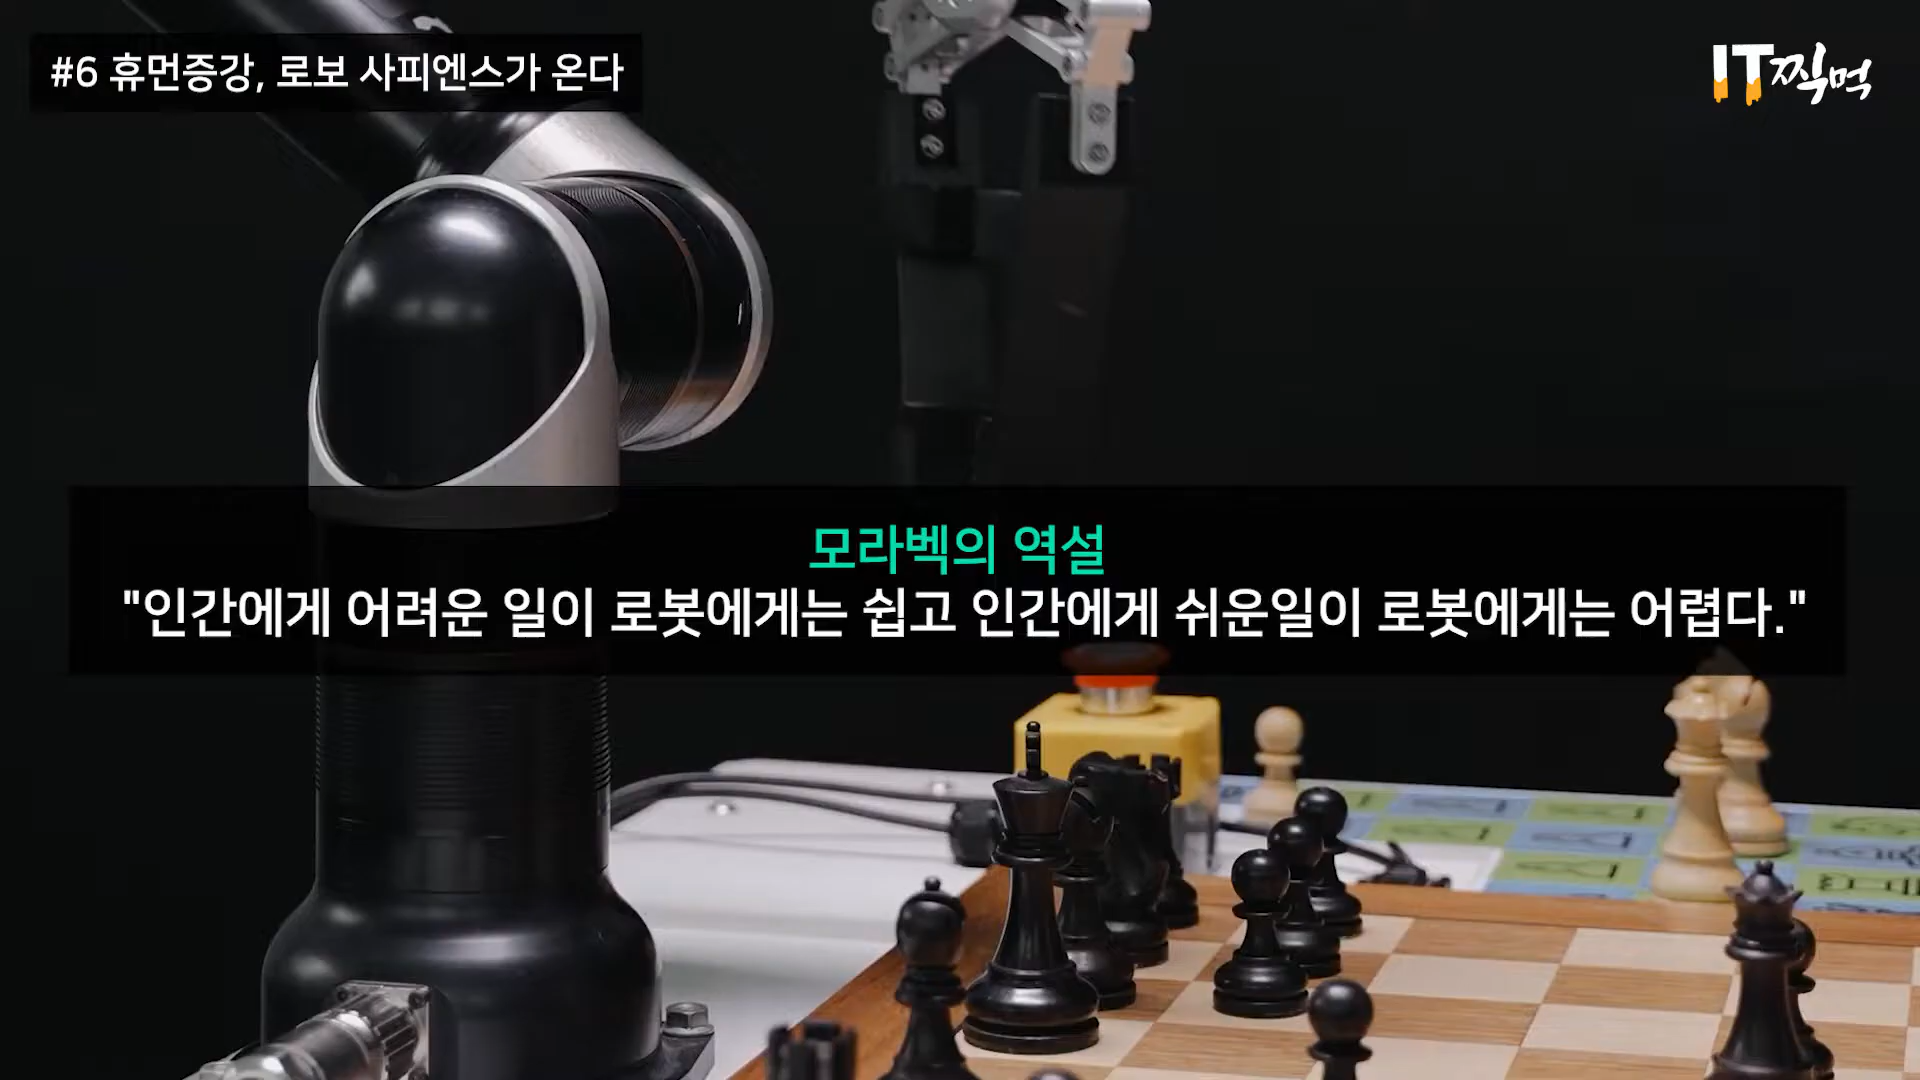 #6 휴먼증강, 로보 사피엔스가 온다
IT찍먹
모라벡의 역설
"인간에게 어려운 일이 로봇에게는 쉽고 인간에게 쉬운일이 로봇에게는 어렵다."